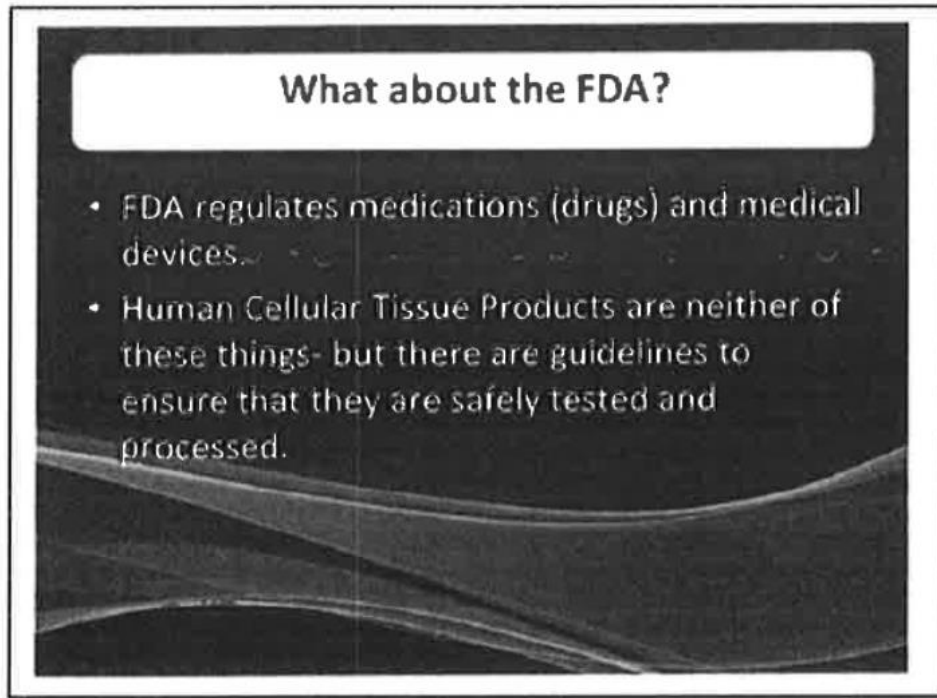 What about the FDA?
• FDA regulates medications (drugs) and medical
devices.
• Human Cellular Tissue Products are neither of
these things- but there are guidelines to
ensure that they are safely tested and
processed.